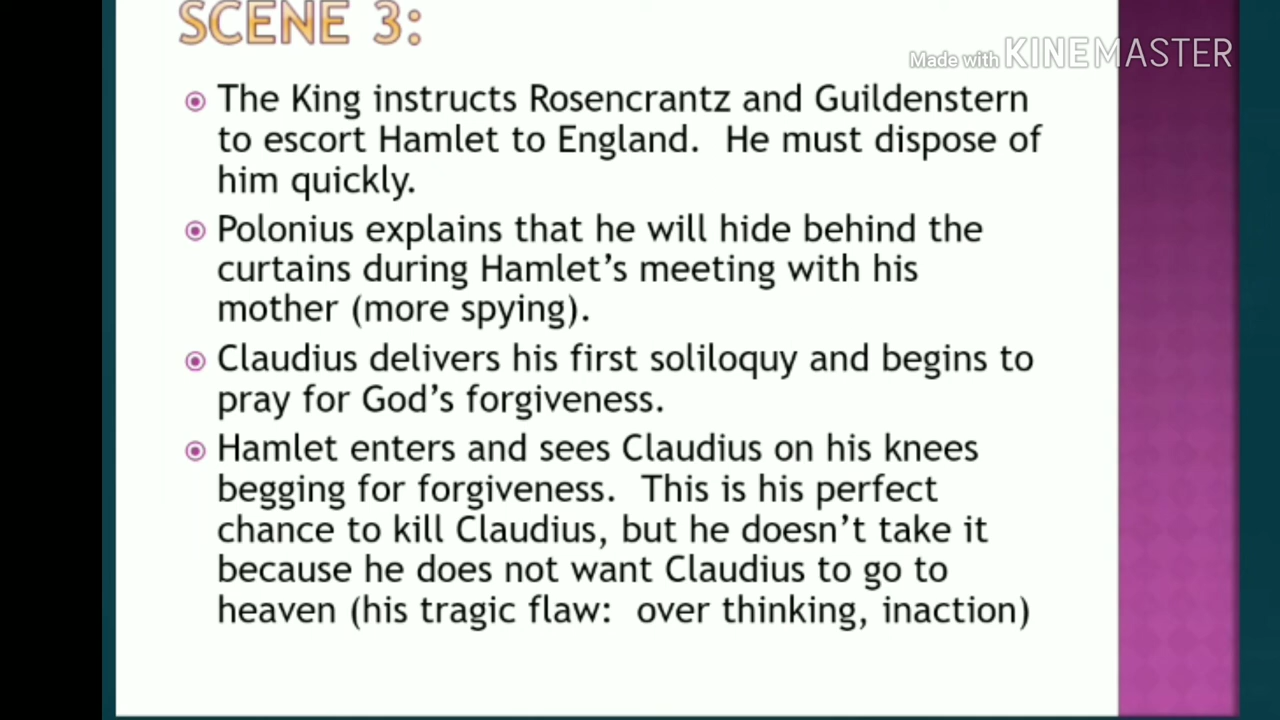 SCENE 3:
Made with KINEMASTER
The King instructs Rosencrantz and Guildenstern
to escort Hamlet to England.  He must dispose of
him quickly.
Polonius explains that he will hide behind the
curtains during Hamlet's meeting with his
mother (more spying).
Claudius delivers his first soliloquy and begins to
pray for God's forgiveness.
Hamlet enters and sees Claudius on his knees
begging for forgiveness.  This is his perfect
chance to kill Claudius, but he doesn't take it
because he does not want Claudius to go to
heaven (his tragic flaw:  over thinking, inaction)